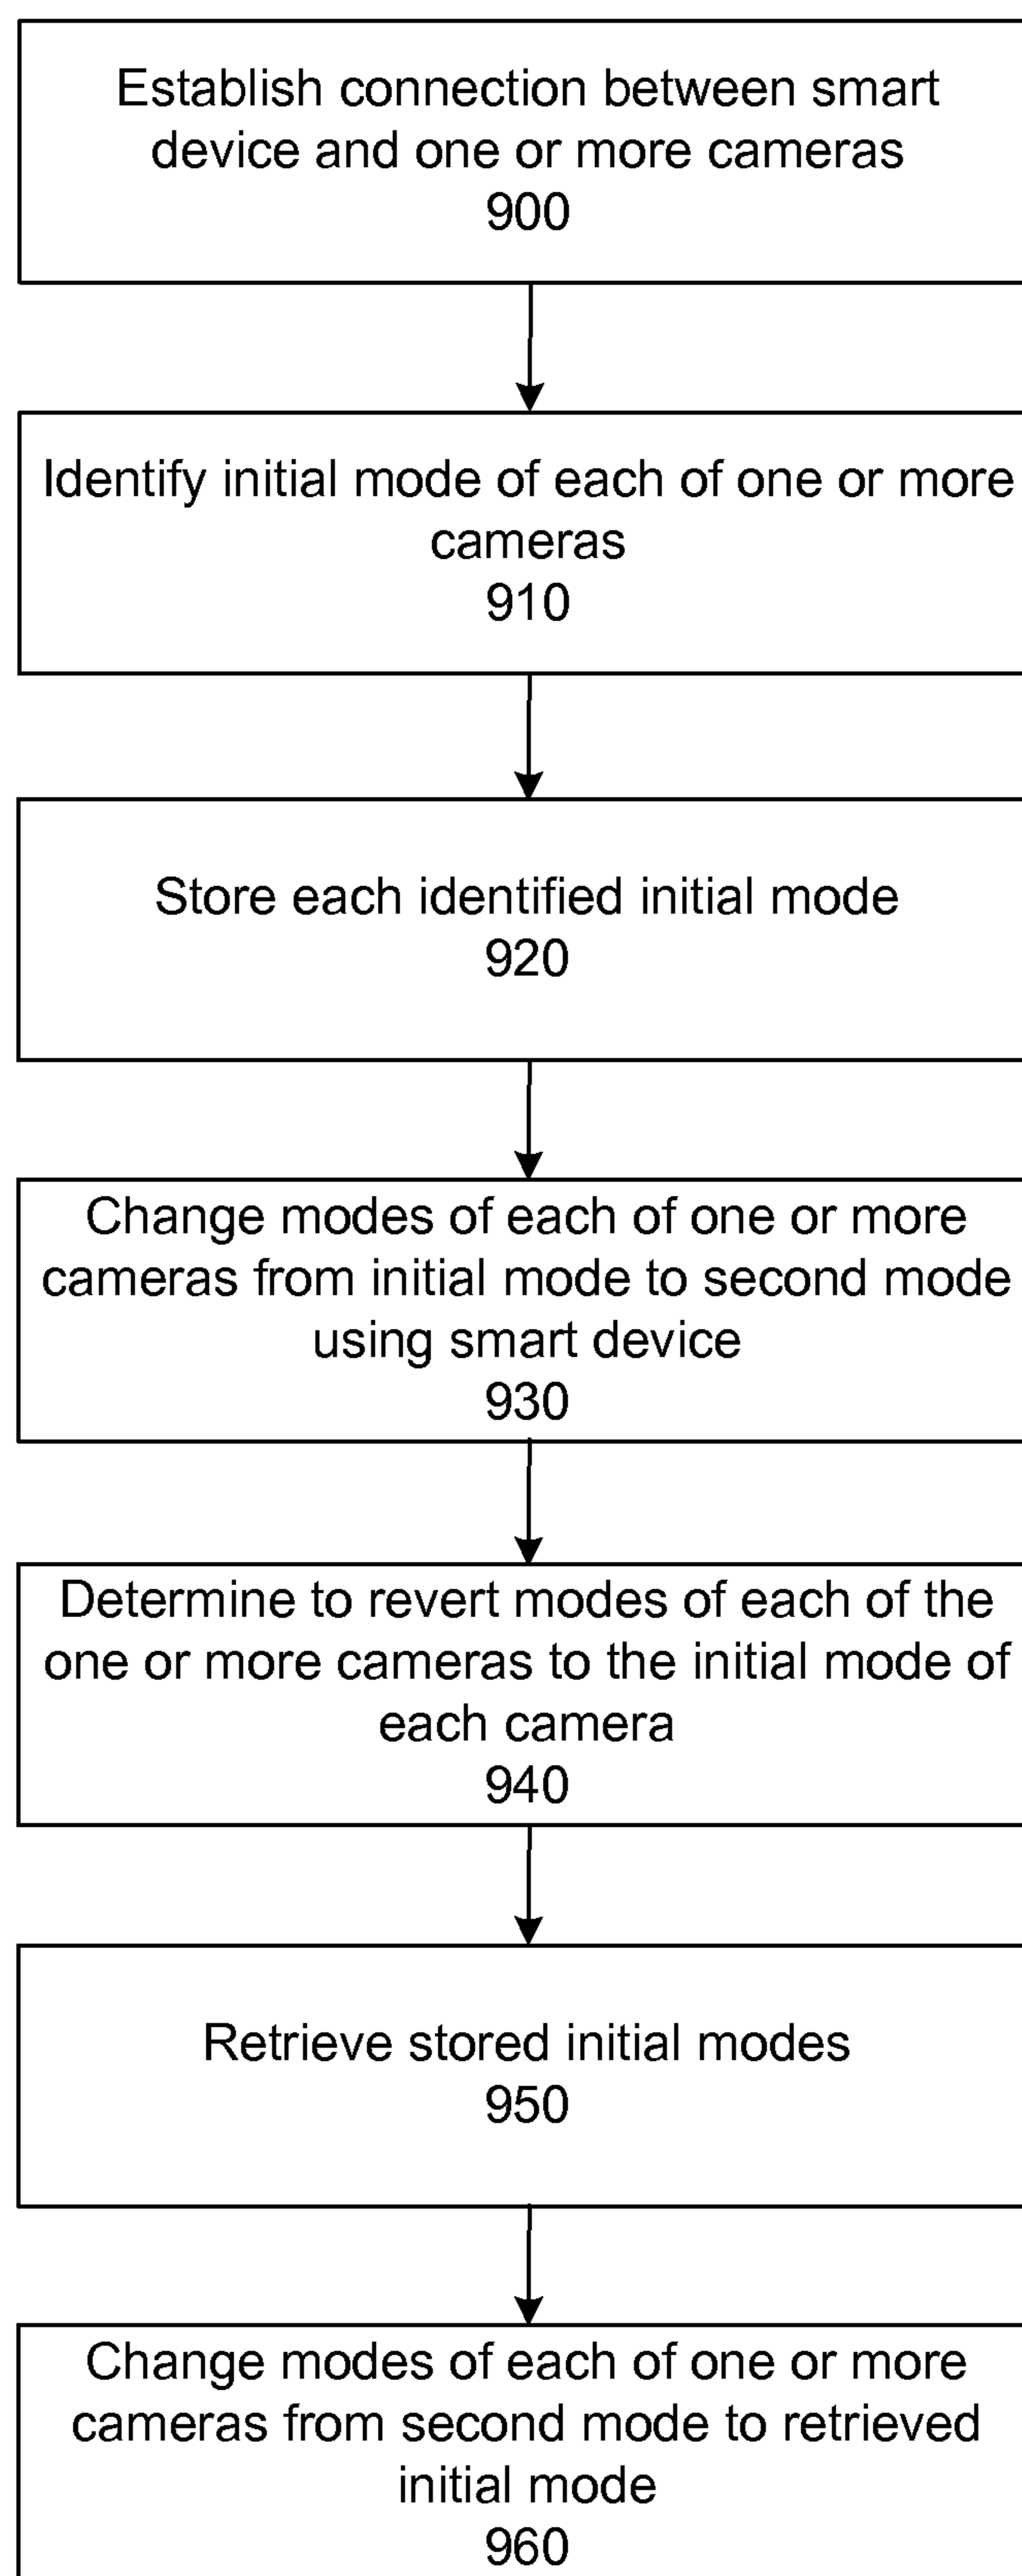 Establish connection between smart
device and one or more cameras
900
Identify initial mode of each of one or more
cameras
910
Store each identified initial mode
920
Change modes of each of one or more
cameras from initial mode to second mode
using smart device
930
Determine to revert modes of each of the
one or more cameras to the initial mode of
each camera
940
Retrieve stored initial modes
950
Change modes of each of one or more
cameras from second mode to retrieved
initial mode
960